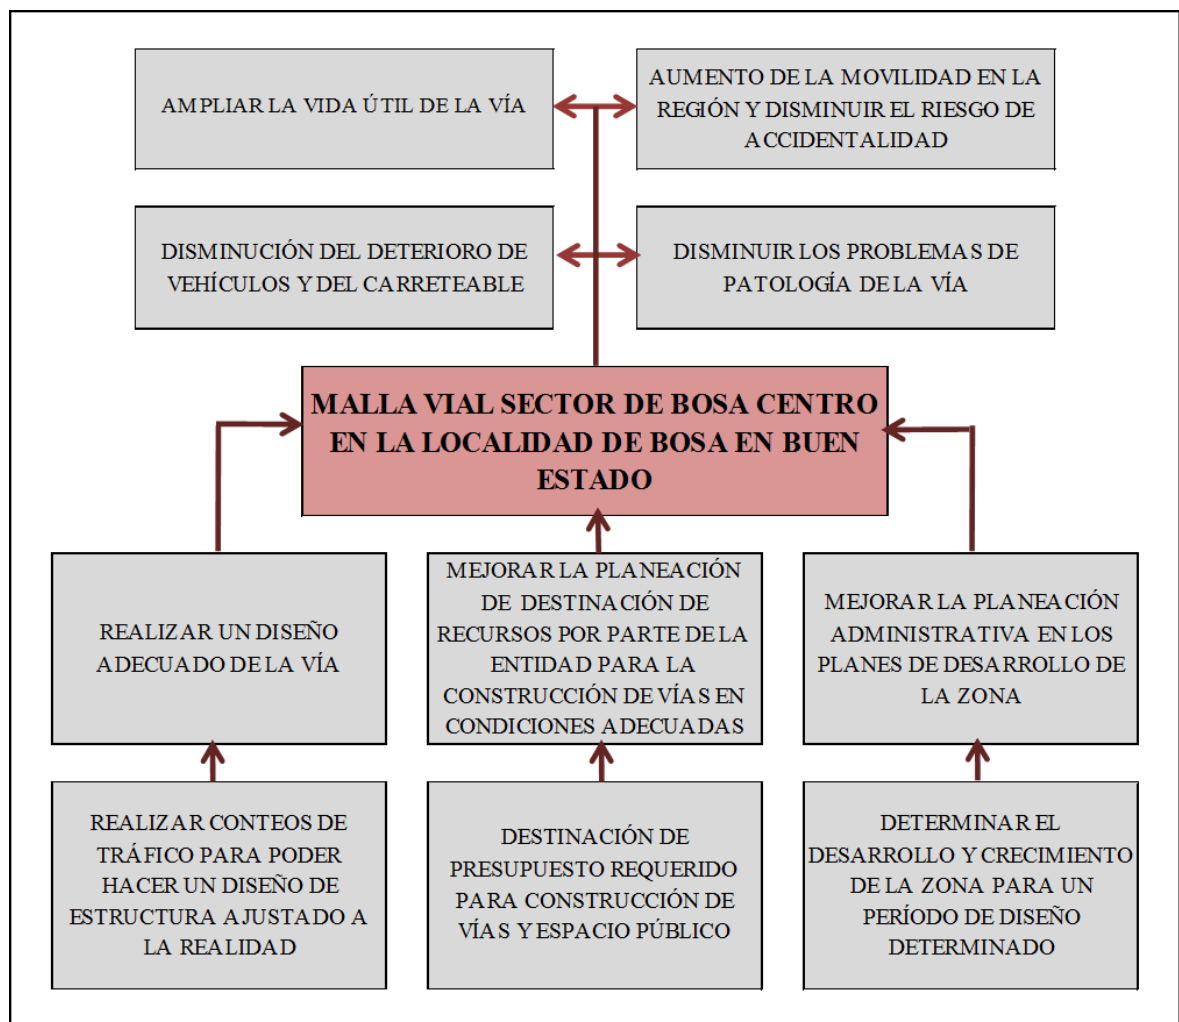 AMPLIAR LA VIDA ÚTIL DE LA VÍA
AUMENTO DE LA MOVILIDAD EN LA
REGIÓN Y DISMINUIR EL RIESGO DE
ACCIDENTALIDAD
DISMINUCIÓN DEL DETERIORO DE
VEHÍCULOS Y DEL CARRETEABLE
DISMINUIR LOS PROBLEMAS DE
PATOLOGÍA DE LA VÍA
MALLA VIAL SECTOR DE BOSA CENTRO
EN LA LOCALIDAD DE BOSA EN BUEN
ESTADO
REALIZAR UN DISEÑO
ADECUADO DE LA VÍA
MEJORAR LA PLANEACIÓN
DE DESTINACIÓN DE
RECURSOS POR PARTE DE LA
ENTIDAD PARA LA
CONSTRUCCIÓN DE VÍAS EN
CONDICIONES ADECUADAS
MEJORAR LA PLANEACIÓN
ADMINISTRATIVA EN LOS
PLANES DE DESARROLLO DE
LA ZONA
REALIZAR CONTEOS DE
TRÁFICO PARA PODER
HACER UN DISEÑO DE
ESTRUCTURA AJUSTADO A
LA REALIDAD
DESTINACIÓN DE
PRESUPUESTO REQUERIDO
PARA CONSTRUCCIÓN DE
VÍAS Y ESPACIO PÚBLICO
DETERMINAR EL
DESARROLLO Y CRECIMIENTO
DE LA ZONA PARA UN
PERÍODO DE DISEÑO
DETERMINADO